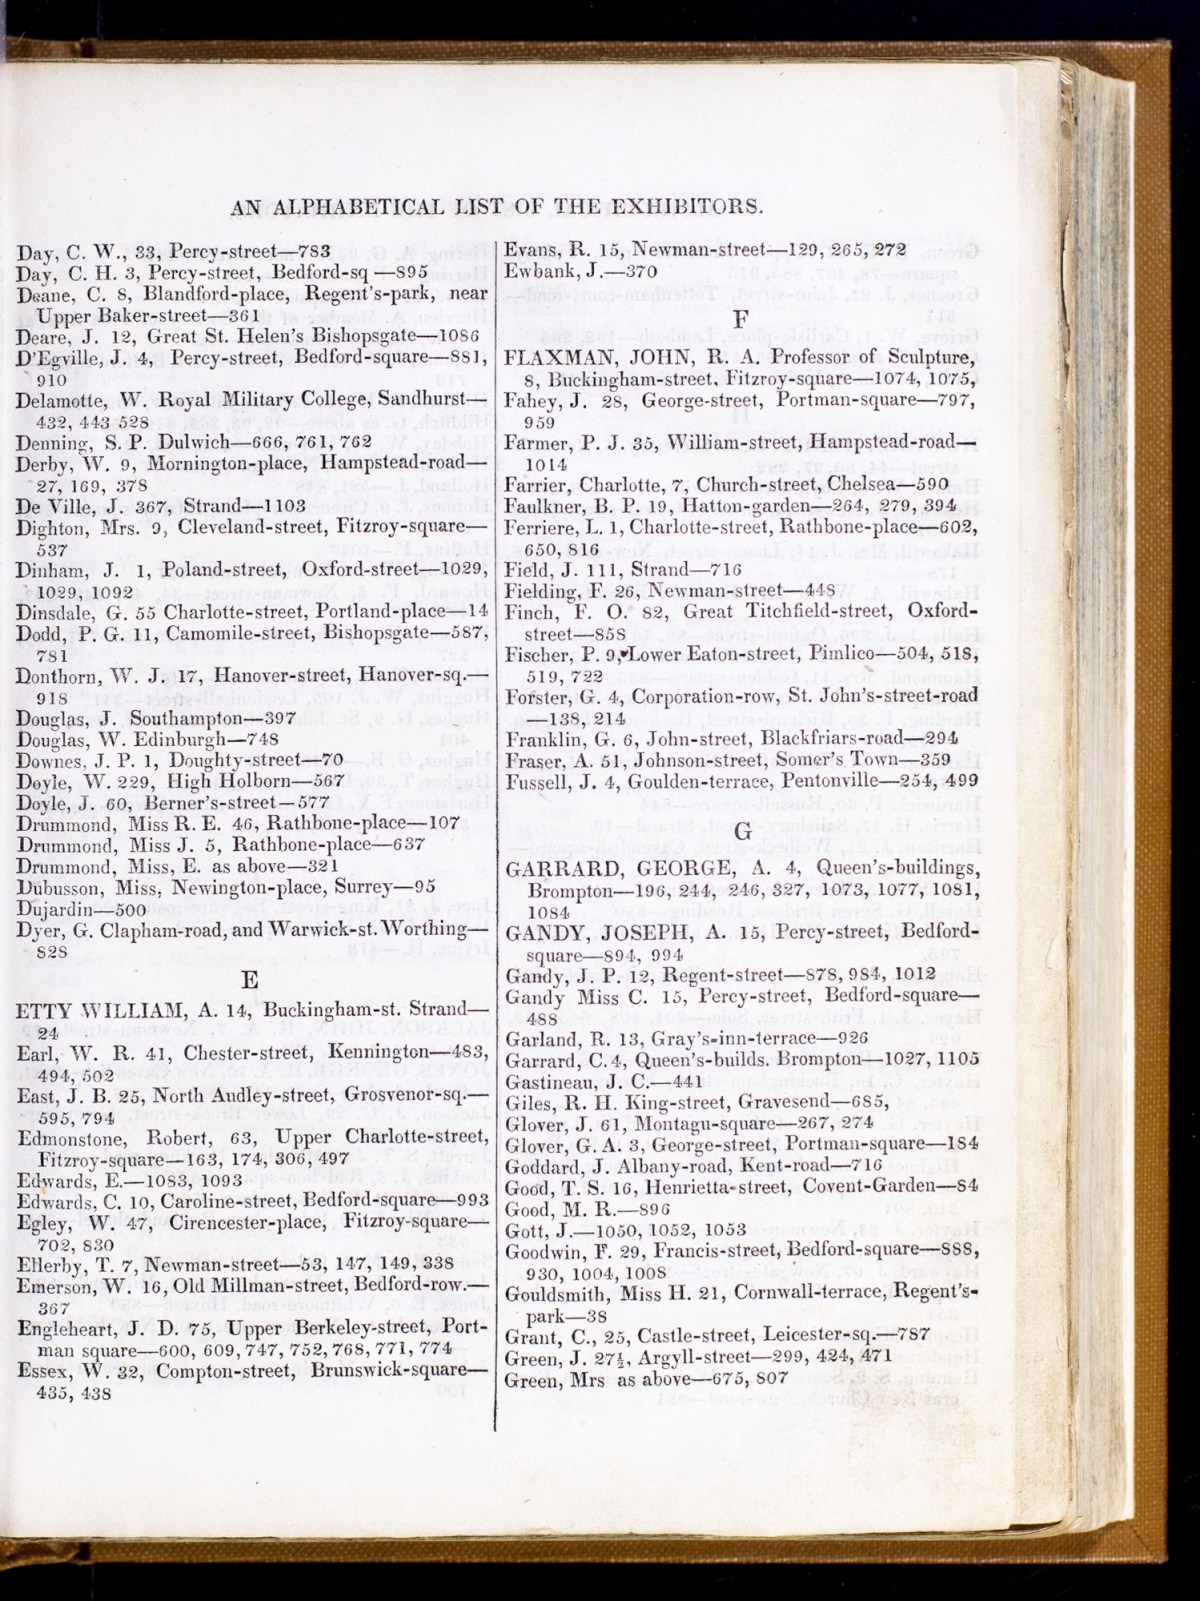 AN ALPHABETICAL LIST OF THE EXHIBITORS.
Day, C. W., 33, Percy-street—783
Day, C. H. 3, Percy-street, Bedford-sq—895
Deane, C. 8, Blandford-place, Regent's-park, near
Upper Baker-street—361
Deare, J. 12, Great St. Helen's Bishopsgate—1086
D'Egville, J. 4, Percy-street, Bedford-square—881,
910
Delamotte, W. Royal Military College, Sandhurst—
432, 443 528
Denning, S. P. Dulwich—666, 761, 762
Derby, W. 9, Mornington-place, Hampstead-road—
27, 169, 378
De Ville, J. 367, Strand—1103
Dighton, Mrs. 9, Cleveland-street, Fitzroy-square—
537
Dinham, J. 1, Poland-street, Oxford-street—1029,
1029, 1092
Dinsdale, G. 55 Charlotte-street, Portland-place—14
Dodd, P. G. 11, Camomile-street, Bishopsgate—587,
781
Donthorn, W. J. 17, Hanover-street, Hanover-sq.—
918
Douglas, J. Southampton—397
Douglas, W. Edinburgh—748
Downes, J. P. 1, Doughty-street—70
Doyle, W. 229, High Holborn—567
Doyle, J. 60, Berner's-street—577
Drummond, Miss R. E. 46, Rathbone-place—107
Drummond, Miss J. 5, Rathbone-place—637
Drummond, Miss, E. as above—321
Dubusson, Miss, Newington-place, Surrey—95
Dujardin—500
Dyer, G. Clapham-road, and Warwick-st. Worthing—
828
E
ETTY WILLIAM, A. 14, Buckingham-st. Strand—
24
Earl, W. R. 41, Chester-street, Kennington—483,
494, 502
East, J. B. 25, North Audley-street, Grosvenor-sq.—
595, 794
Edmonstone, Robert, 63, Upper Charlotte-street,
Fitzroy-square—163, 174, 306, 497
Edwards, E.—1083, 1093
Edwards, C. 10, Caroline-street, Bedford-square—993
Egley, W. 47, Cirencester-place, Fitzroy-square—
702, 830
Ellerby, T. 7, Newman-street—53, 147, 149, 338
Emerson, W. 16, Old Millman-street, Bedford-row.—
367
Engleheart, J. D. 75, Upper Berkeley-street, Port-
man square—600, 609, 747, 752, 768, 771, 774
Essex, W. 32, Compton-street, Brunswick-square—
435, 438
Evans, R. 15, Newman-street—129, 265, 272
Ewbank, J.—370
F
FLAXMAN, JOHN, R. A. Professor of Sculpture,
8, Buckingham-street, Fitzroy-square—1074, 1075,
Fahey, J. 28, George-street, Portman-square—797,
959
Farmer, P. J. 35, William-street, Hampstead-road—
1014
Farrier, Charlotte, 7, Church-street, Chelsea—590
Faulkner, B. P. 19, Hatton-garden—264, 279, 394
Ferriere, L. 1, Charlotte-street, Rathbone-place—602,
650, 816
Field, J. 111, Strand—716
Fielding, F. 26, Newman-street—448
Finch, F. O. 82, Great Titchfield-street, Oxford-
street—858
Fischer, P. 9, Lower Eaton-street, Pimlico—504, 518,
519, 722
Forster, G. 4, Corporation-row, St. John's-street-road
—138, 214
Franklin, G. 6, John-street, Blackfriars-road—294
Fraser, A. 51, Johnson-street, Somer's Town—359
Fussell, J. 4, Goulden-terrace, Pentonville—254, 499
G
GARRARD, GEORGE, A. 4, Queen's-buildings,
Brompton—196, 244, 246, 327, 1073, 1077, 1081,
1084
GANDY, JOSEPH, A. 15, Percy-street, Bedford-
square—894, 994
Gandy, J. P. 12, Regent-street—878, 984, 1012
Gandy Miss C. 15, Percy-street, Bedford-square—
488
Garland, R. 13, Gray's-inn-terrace—926
Garrard, C. 4, Queen's-builds. Brompton—1027, 1105
Gastineau, J. C.—441
Giles, R. H. King-street, Gravesend—685,
Glover, J. 61, Montagu-square—267, 274
Glover, G. A. 3, George-street, Portman-square—184
Goddard, J. Albany-road, Kent-road—716
Good, T. S. 16, Henrietta-street, Covent-Garden—84
Good, M. R.—896
Gott, J.—1050, 1052, 1053
Goodwin, F. 29, Francis-street, Bedford-square—888,
930, 1004, 1008
Gouldsmith, Miss H. 21, Cornwall-terrace, Regent's-
park—38
Grant, C., 25, Castle-street, Leicester-sq.—787
Green, J. 27½, Argyll-street—299, 424, 471
Green, Mrs as above—675, 807